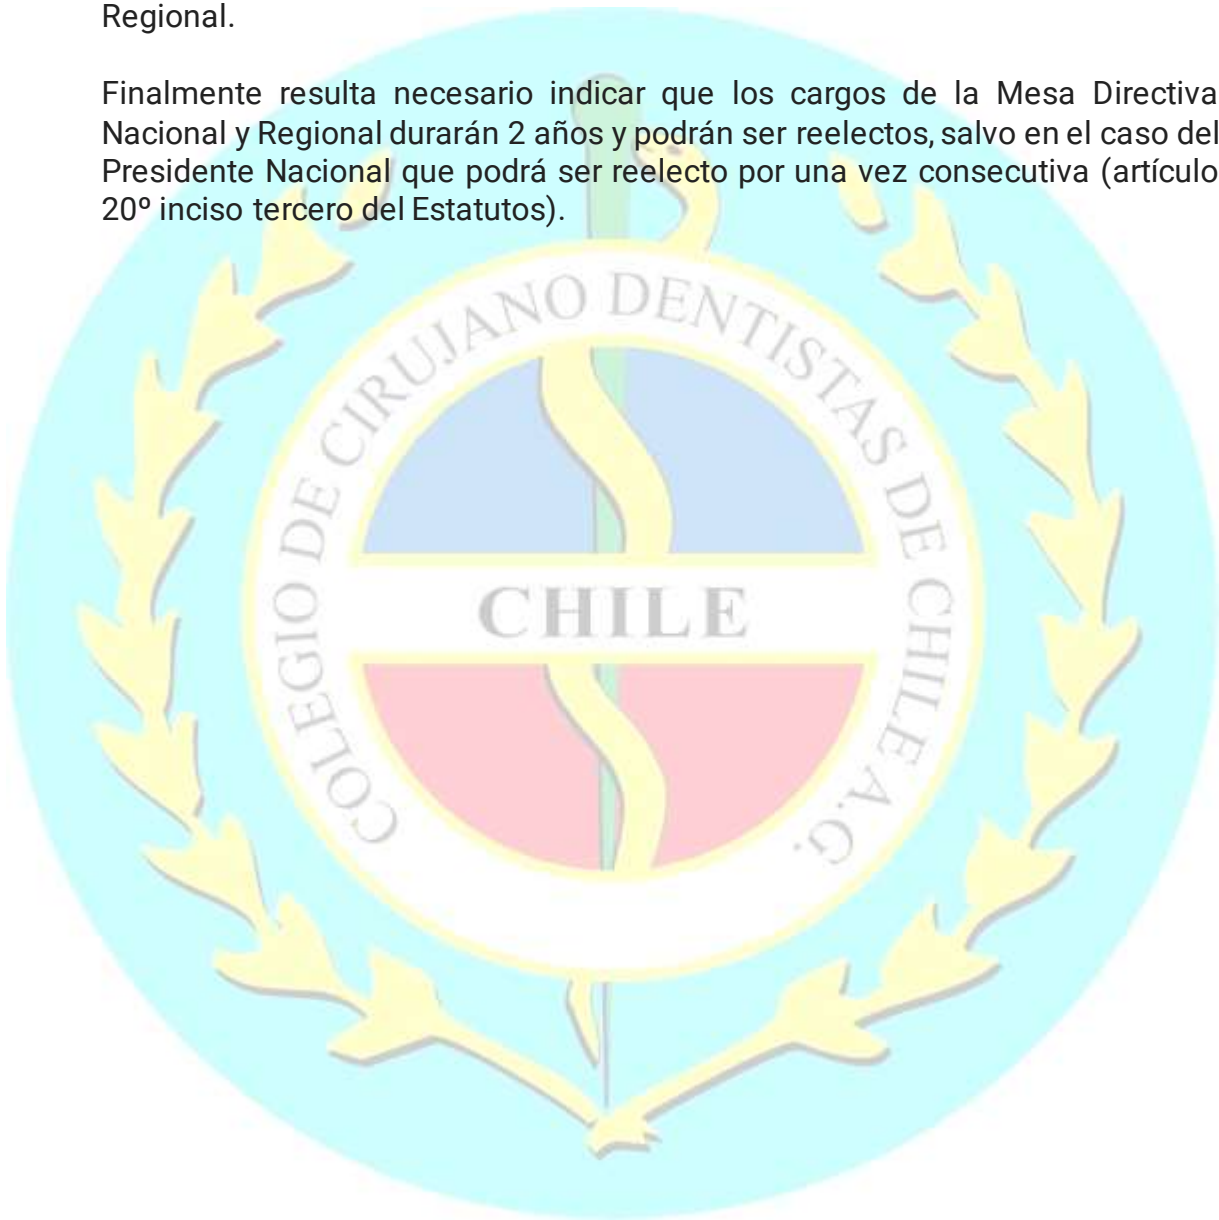 Regional.
Finalmente resulta necesario indicar que los cargos de la Mesa Directiva
Nacional y Regional durarán 2 años y podrán ser reelectos, salvo en el caso del
Presidente Nacional que podrá ser reelecto por una vez consecutiva (artículo
20º inciso tercero del Estatutos).
COLEGIO DE CIRUJANO DENTISTAS DE CHILE A.G.
CHILE